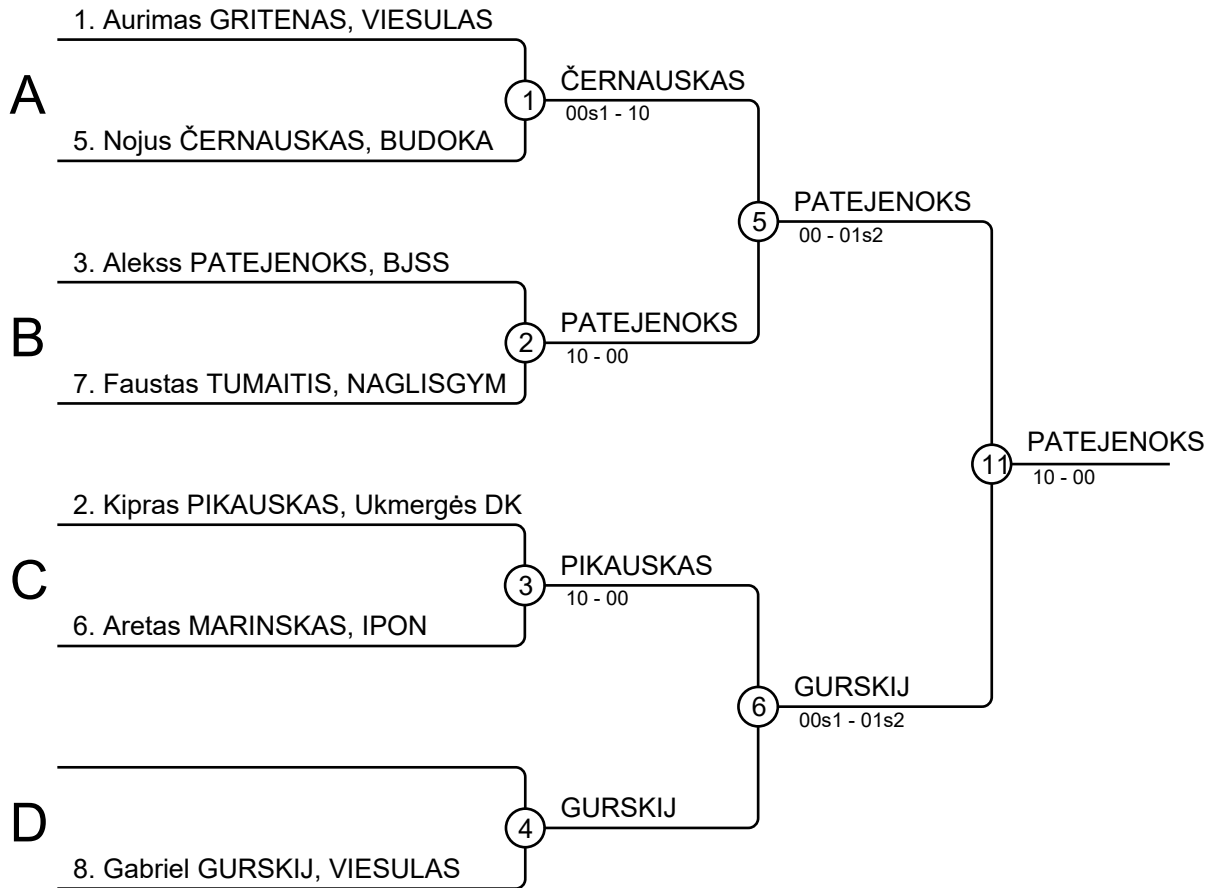 1. Aurimas GRITENAS, VIESULAS
A
1
ČERNAUSKAS
00s1 - 10
5. Nojus ČERNAUSKAS, BUDOKA
5
PATEJENOKS
00 - 01s2
3. Alekss PATEJENOKS, BJSS
B
2
PATEJENOKS
10 - 00
7. Faustas TUMAITIS, NAGLISGYM
11
PATEJENOKS
10 - 00
2. Kipras PIKAUSKAS, Ukmergės DK
C
3
PIKAUSKAS
10 - 00
6. Aretas MARINSKAS, IPON
6
GURSKIJ
00s1 - 01s2
D
4
GURSKIJ
8. Gabriel GURSKIJ, VIESULAS